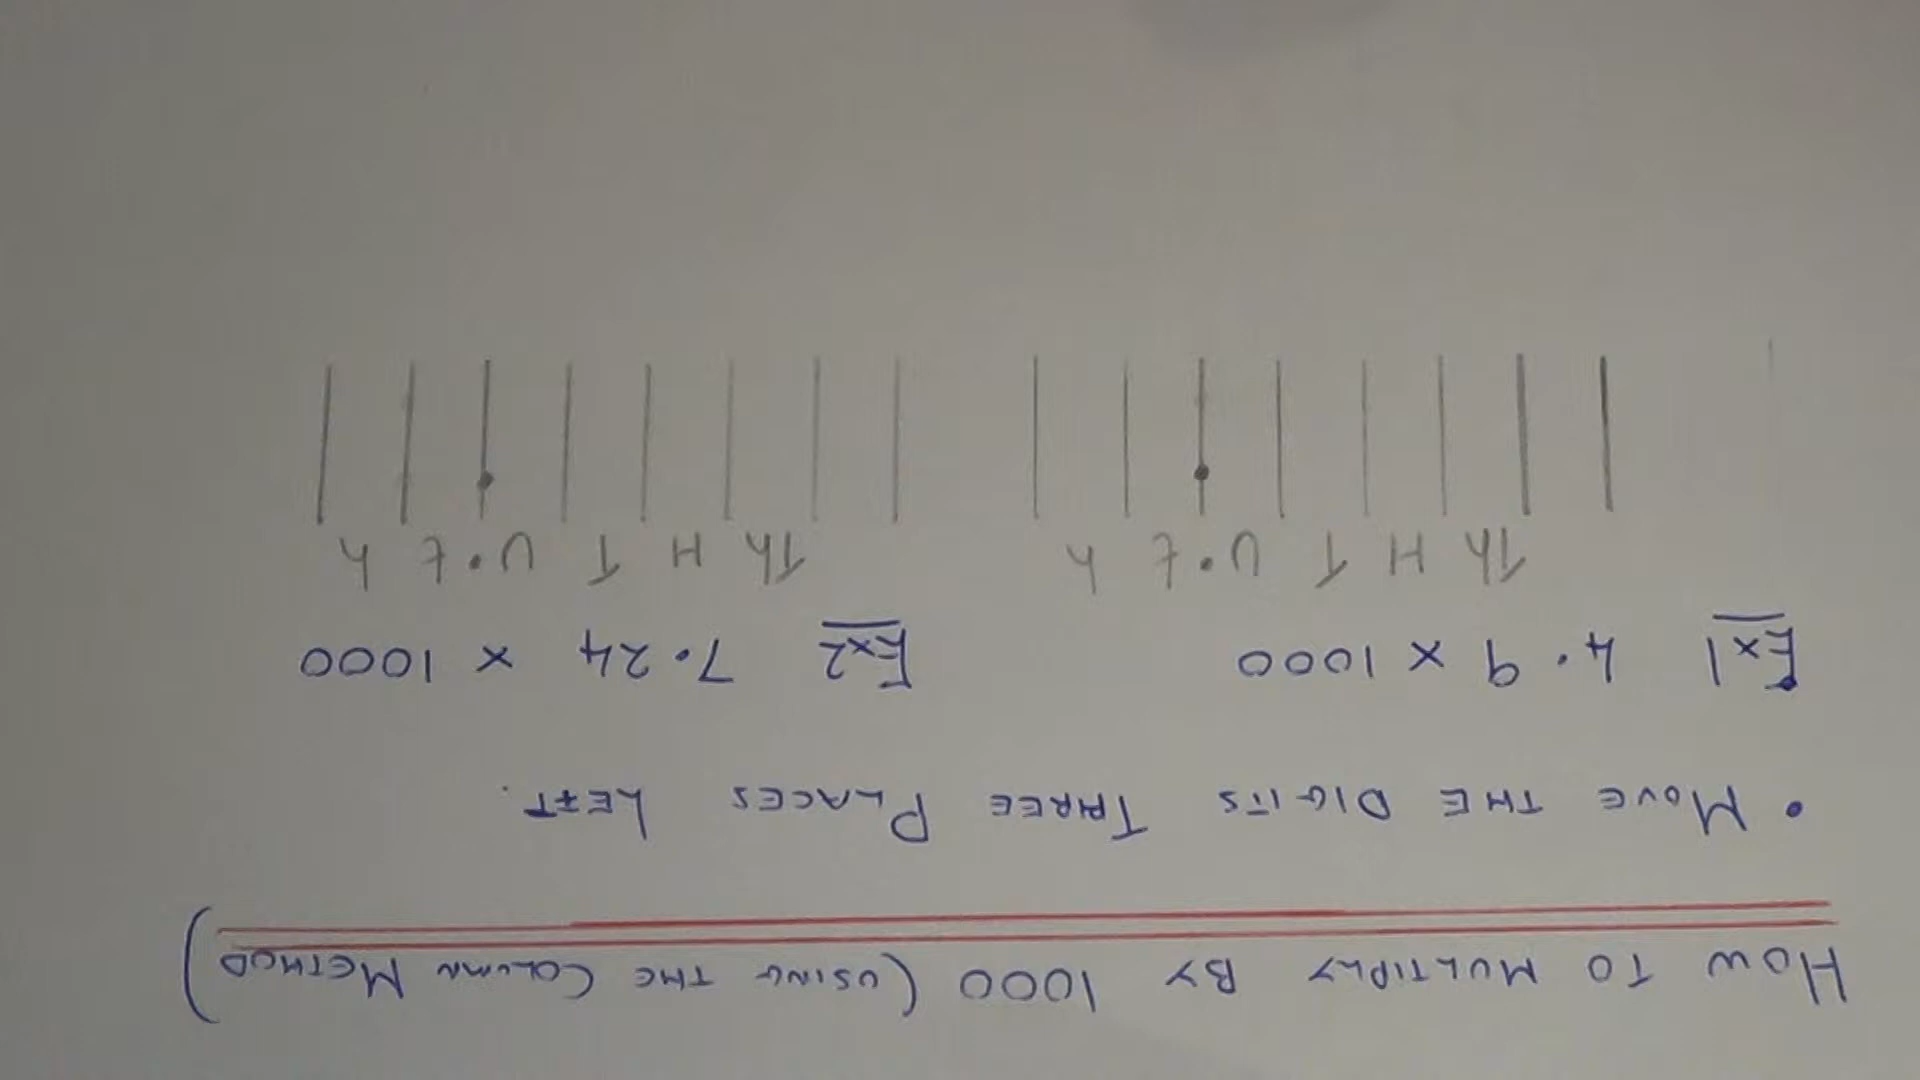 HOW TO MULTIPLY BY 1000 (USING THE COLUMN METHOD)
• MOVE THE DIGITS THREE PLACES LEFT.
Ex1 4.9 × 1000 Ex2 7.24 × 1000
Th H T U . t h Th H T U . t h